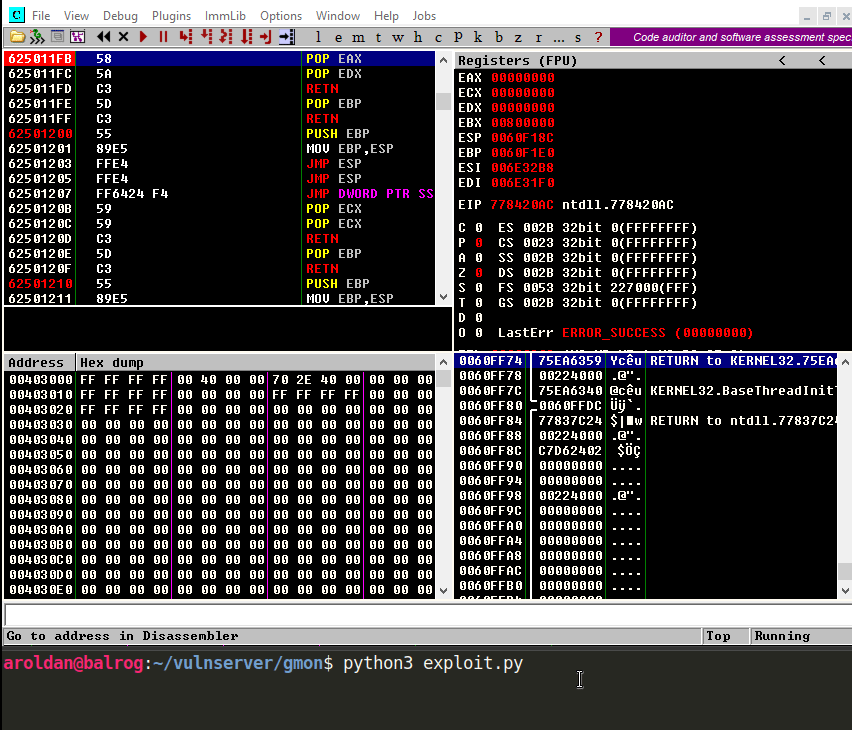 C File View Debug Plugins ImmLib Options Window Help Jobs
l e m t w h c P k b z r ... s ? Code auditor and software assessment spec
625011FB 58 POP EAX
625011FC 5A POP EDX
625011FD C3 RETN
625011FE 5D POP EBP
625011FF C3 RETN
62501200 55 PUSH EBP
62501201 89E5 MOV EBP,ESP
62501203 FFE4 JMP ESP
62501205 FFE4 JMP ESP
62501207 FF6424 F4 JMP DWORD PTR SS
6250120B 59 POP ECX
6250120C 59 POP ECX
6250120D C3 RETN
6250120E 5D POP EBP
6250120F C3 RETN
62501210 55 PUSH EBP
62501211 89E5 MOV EBP,ESP
Registers (FPU) < <
EAX 00000000
ECX 00000000
EDX 00000000
EBX 00800000
ESP 0060F18C
EBP 0060F1E0
ESI 006E32B8
EDI 006E31F0
EIP 778420AC ntdll.778420AC
C 0 ES 002B 32bit 0(FFFFFFFF)
P 0 CS 0023 32bit 0(FFFFFFFF)
A 0 SS 002B 32bit 0(FFFFFFFF)
Z 0 DS 002B 32bit 0(FFFFFFFF)
S 0 FS 0053 32bit 227000(FFF)
T 0 GS 002B 32bit 0(FFFFFFFF)
D 0
O 0 LastErr ERROR_SUCCESS (00000000)
Address Hex dump
00403000 FF FF FF FF 00 40 00 00 70 2E 40 00 00 00 00
00403010 FF FF FF FF 00 00 00 00 FF FF FF FF 00 00 00
00403020 FF FF FF FF 00 00 00 00 00 00 00 00 00 00 00
00403030 00 00 00 00 00 00 00 00 00 00 00 00 00 00 00
00403040 00 00 00 00 00 00 00 00 00 00 00 00 00 00 00
00403050 00 00 00 00 00 00 00 00 00 00 00 00 00 00 00
00403060 00 00 00 00 00 00 00 00 00 00 00 00 00 00 00
00403070 00 00 00 00 00 00 00 00 00 00 00 00 00 00 00
00403080 00 00 00 00 00 00 00 00 00 00 00 00 00 00 00
00403090 00 00 00 00 00 00 00 00 00 00 00 00 00 00 00
004030A0 00 00 00 00 00 00 00 00 00 00 00 00 00 00 00
004030B0 00 00 00 00 00 00 00 00 00 00 00 00 00 00 00
004030C0 00 00 00 00 00 00 00 00 00 00 00 00 00 00 00
004030D0 00 00 00 00 00 00 00 00 00 00 00 00 00 00 00
004030E0 00 00 00 00 00 00 00 00 00 00 00 00 00 00 00
0060FF74 75EA6359 Ycêu RETURN to KERNEL32.75EA
0060FF78 00224000 .@".
0060FF7C 75EA6340 @cêu KERNEL32.BaseThreadInitT
0060FF80 0060FFDC Üÿ`.
0060FF84 77837C24 $|■w RETURN to ntdll.77837C24
0060FF88 00224000 .@".
0060FF8C C7D62402 $ÖÇ
0060FF90 00000000 ....
0060FF94 00000000 ....
0060FF98 00224000 .@".
0060FF9C 00000000 ....
0060FFA0 00000000 ....
0060FFA4 00000000 ....
0060FFA8 00000000 ....
0060FFAC 00000000 ....
0060FFB0 00000000 ....
Go to address in Disassembler Top Running
aroldan@balrog:~/vulnserver/gmon$ python3 exploit.py